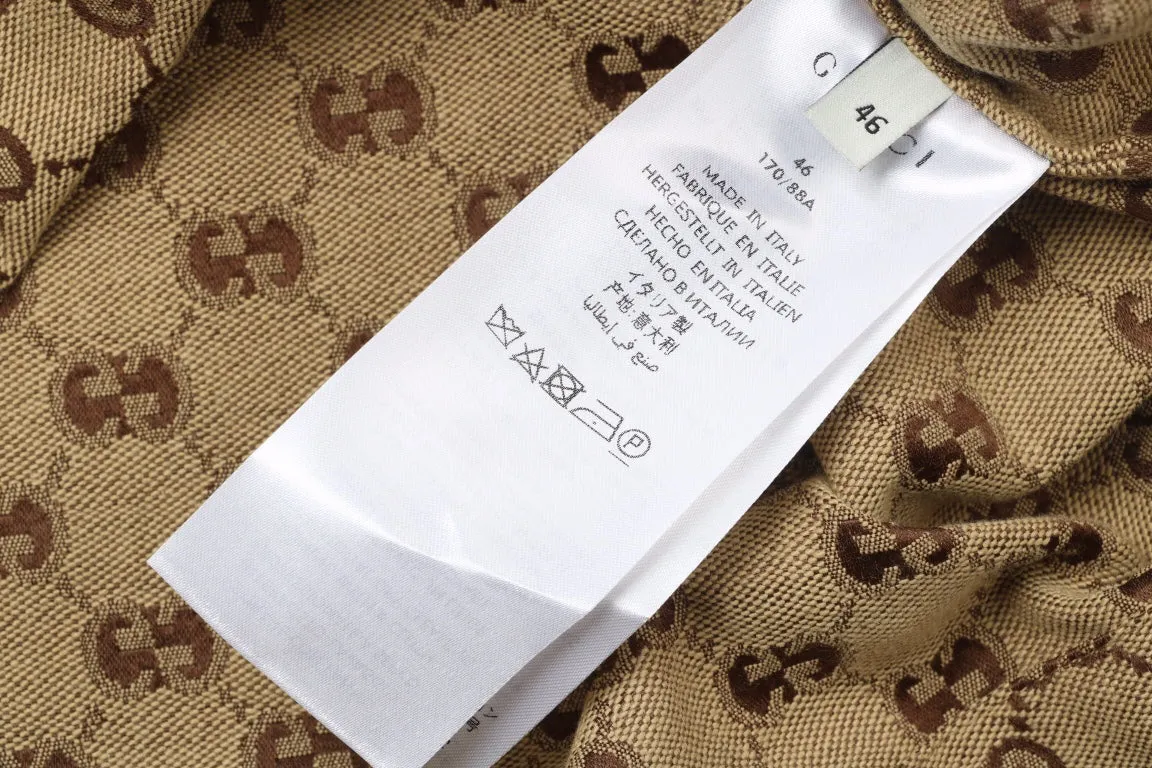 G CI
46
46
170/88A
MADE IN ITALY
FABRIQUE EN ITALIE
HERGESTELLT IN ITALIEN
HECHO EN ITALIA
СДЕЛАНО В ИТАЛИИ
イタリア製
产地:意大利
صنع في ايطاليا
P